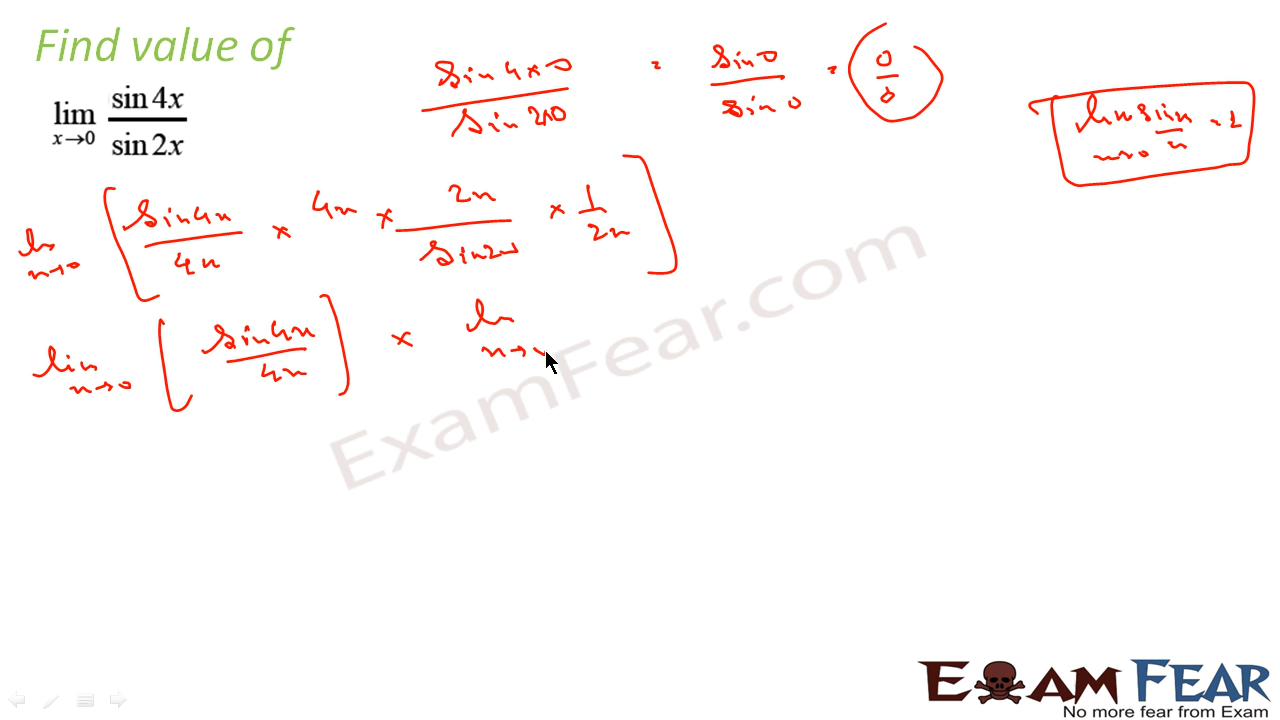 Find value of
lim x→0 sin 4x / sin 2x
sin 4×0 / sin 2×0 = sin 0 / sin 0 = 0/0
lim x→0 sin x / x = 1
lim x→0 [ sin 4x / 4x × 4x × 2x / sin 2x × 1 / 2x ]
lim x→0 [ sin 4x / 4x ] × lim x→
ExamFear.com
EXAM FEAR
No more fear from Exam